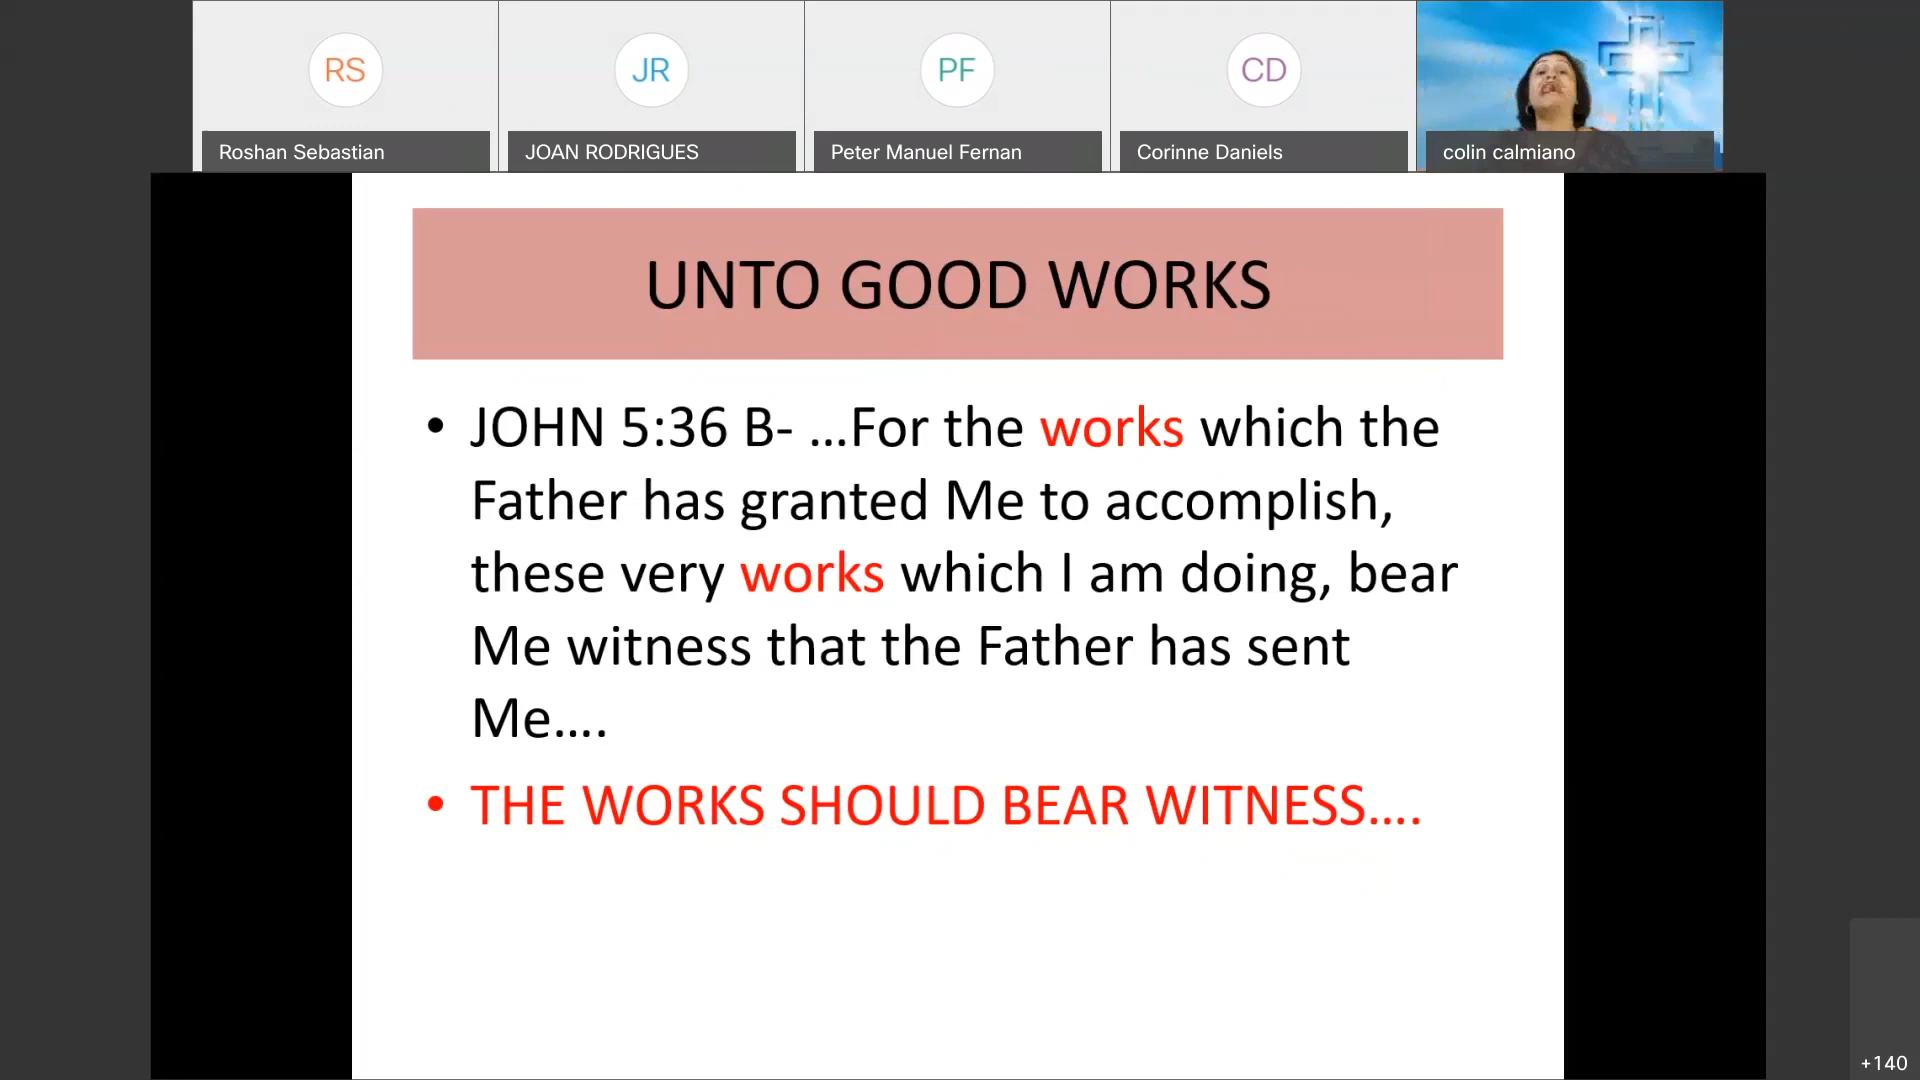 RS
JR
PF
CD
Roshan Sebastian
JOAN RODRIGUES
Peter Manuel Fernan
Corinne Daniels
colin calmiano
UNTO GOOD WORKS
• JOHN 5:36 B- ...For the works which the
Father has granted Me to accomplish,
these very works which I am doing, bear
Me witness that the Father has sent
Me....
• THE WORKS SHOULD BEAR WITNESS....
+140